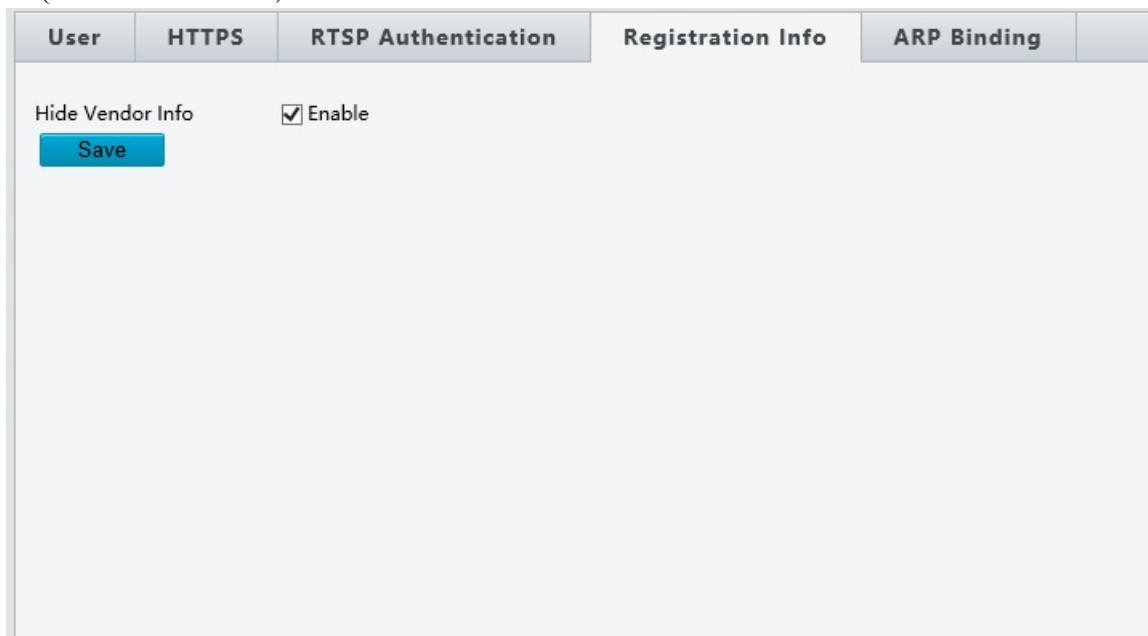 User HTTPS RTSP Authentication Registration Info ARP Binding
Hide Vendor Info Enable
Save